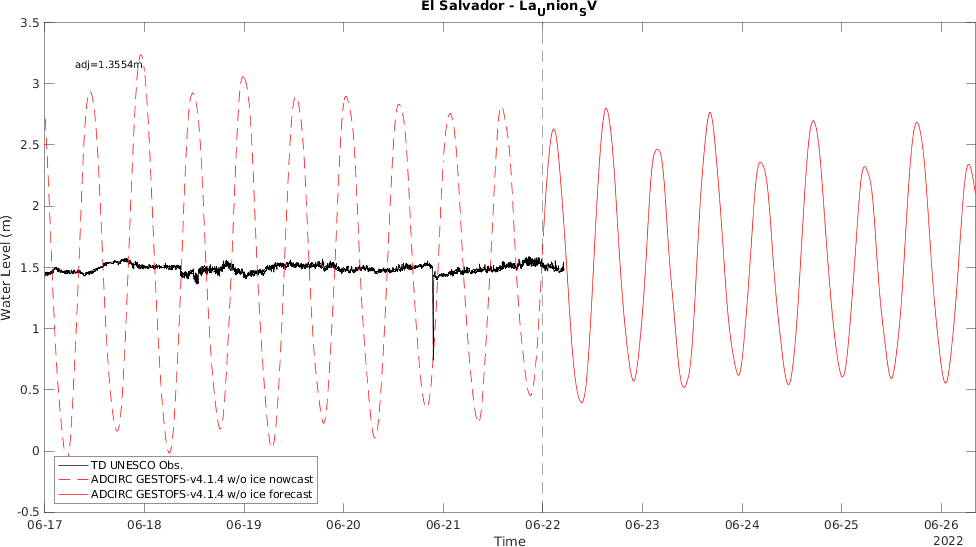 El Salvador - LaUnionSV
3.5
adj=1.3554m
3
2.5
2
1.5
1
0.5
0
-0.5
Water Level (m)
TD UNESCO Obs.
ADCIRC GESTOFS-v4.1.4 w/o ice nowcast
ADCIRC GESTOFS-v4.1.4 w/o ice forecast
06-17 06-18 06-19 06-20 06-21 06-22 06-23 06-24 06-25 06-26
Time
2022